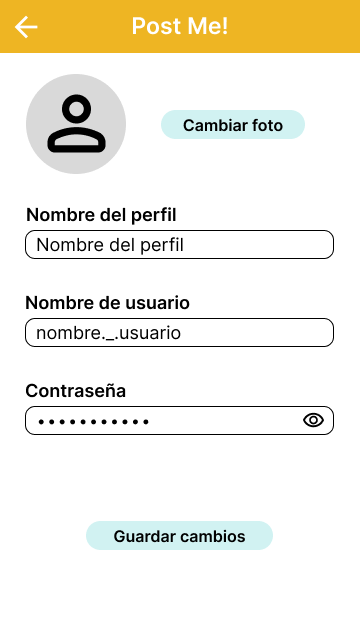 Post Me!
Cambiar foto
Nombre del perfil
Nombre del perfil
Nombre de usuario
nombre._.usuario
Contraseña
•••••••••••
Guardar cambios